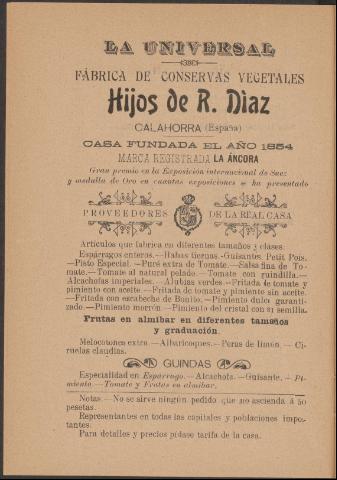 LA UNIVERSAL
FÁBRICA DE CONSERVAS VEGETALES
Hijos de R. Dìaz
CALAHORRA (España)
CASA FUNDADA EL AÑO 1854
MARCA REGISTRADA LA ÁNCORA
Gran premio en la Exposición internacional de Suez
y medalla de Oro en cuantas exposiciones se ha presentado
PROVEEDORES DE LA REAL CASA
Artículos que fabrica en diferentes tamaños y clases:
Espárragos enteros.—Habas tiernas.—Guisantes Petit Pois.
—Pisto Especial.—Puré extra de Tomate.—Salsa fina de To-
mate.—Tomate al natural pelado.—Tomate con guindilla.—
Alcachofas imperiales.—Alubias verdes.—Fritada de tomate y
pimiento con aceite.—Fritada de tomate y pimiento sin aceite.
—Fritada con escabeche de Bonito.—Pimiento dulce garanti-
zado.—Pimiento morrón.—Pimiento del cristal con su semilla.
Frutas en almibar en diferentes tamaños
y graduación.
Melocotones extra.—Albaricoques.—Peras de limón.—Ci-
ruelas claudias.
GUINDAS
Especialidad en Espárrago.—Alcachofa.—Guisante.—Pi-
miento.—Tomate y Frutas en almibar.
Notas.—No se sirve ningún pedido que no ascienda á 50
pesetas.
Representantes en todas las capitales y poblaciones impor-
tantes.
Para detalles y precios pídase tarifa de la casa.